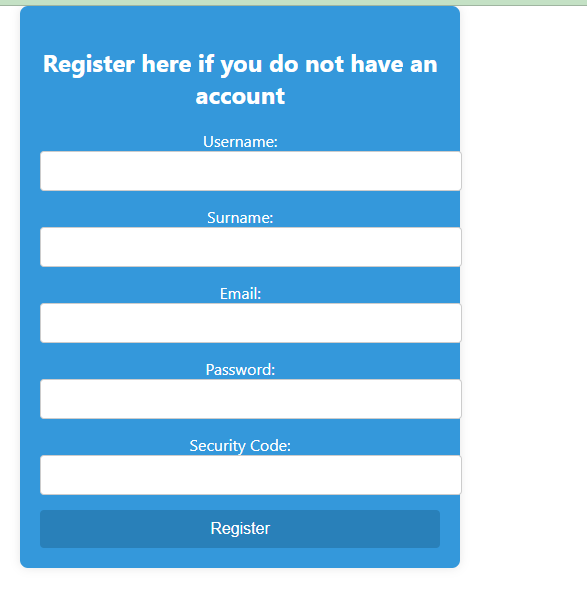 Register here if you do not have an
account
Username:
Surname:
Email:
Password:
Security Code:
Register